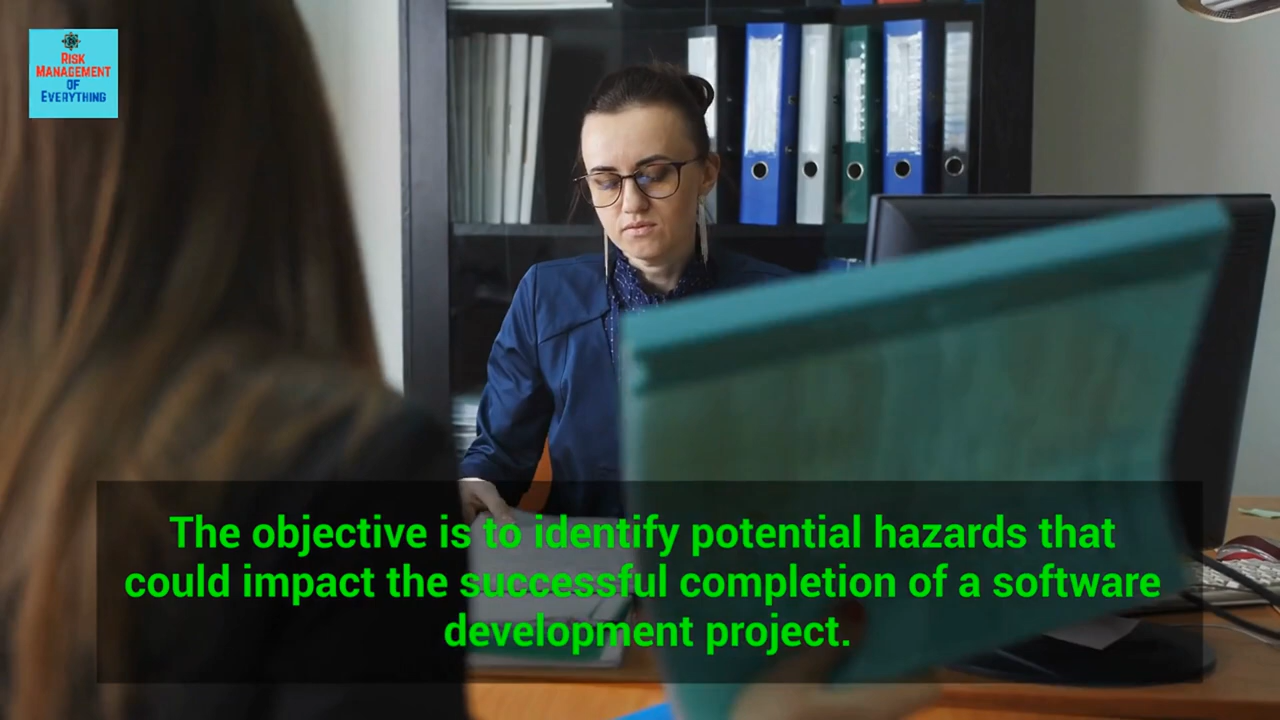 Risk
Management
of
Everything
The objective is to identify potential hazards that
could impact the successful completion of a software
development project.